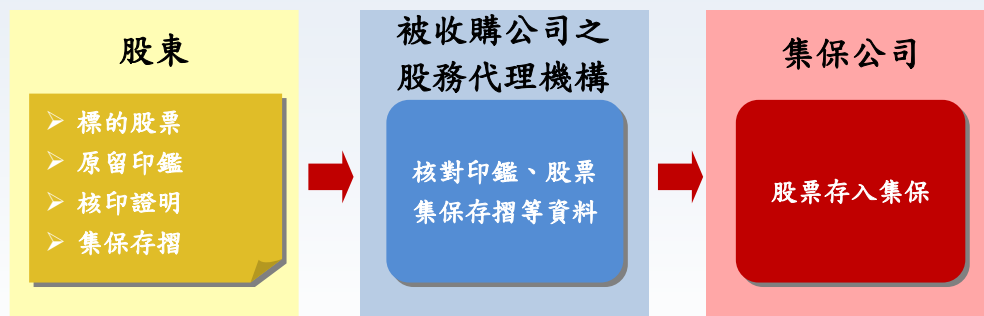 股東
➢ 標的股票
➢ 原留印鑑
➢ 核印證明
➢ 集保存摺
被收購公司之
股務代理機構
核對印鑑、股票
集保存摺等資料
集保公司
股票存入集保